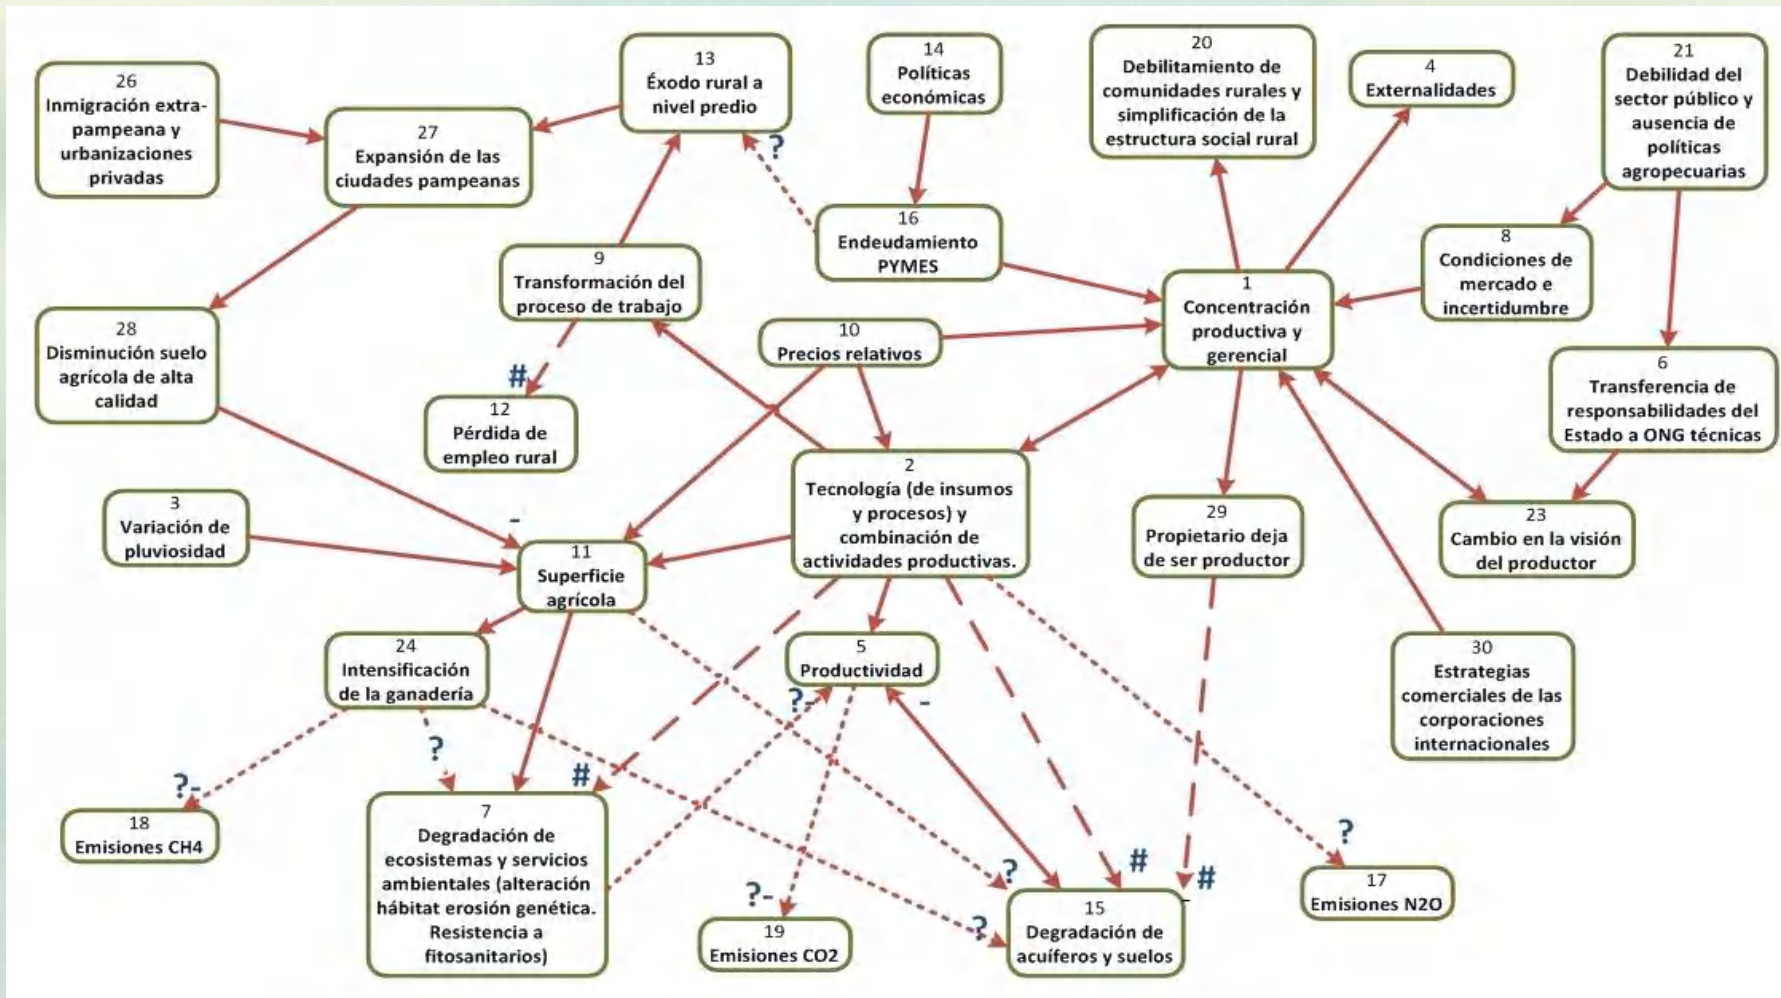 26
Inmigración extra-
pampeana y
urbanizaciones
privadas
27
Expansión de las
ciudades pampeanas
13
Éxodo rural a
nivel predio
14
Políticas
económicas
20
Debilitamiento de
comunidades rurales y
simplificación de la
estructura social rural
4
Externalidades
21
Debilidad del
sector público y
ausencia de
políticas
agropecuarias
?
16
Endeudamiento
PYMES
9
Transformación del
proceso de trabajo
8
Condiciones de
mercado e
incertidumbre
1
Concentración
productiva y
gerencial
28
Disminución suelo
agrícola de alta
calidad
10
Precios relativos
6
Transferencia de
responsabilidades del
Estado a ONG técnicas
#
12
Pérdida de
empleo rural
2
Tecnología (de insumos
y procesos) y
combinación de
actividades productivas.
3
Variación de
pluviosidad
-
11
Superficie
agrícola
29
Propietario deja
de ser productor
23
Cambio en la visión
del productor
24
Intensificación
de la ganadería
5
Productividad
30
Estrategias
comerciales de las
corporaciones
internacionales
?-
-
?
#
?-
18
Emisiones CH4
7
Degradación de
ecosistemas y servicios
ambientales (alteración
hábitat erosión genética.
Resistencia a
fitosanitarios)
?-
19
Emisiones CO2
?
?
#
#
-
15
Degradación de
acuíferos y suelos
?
17
Emisiones N2O